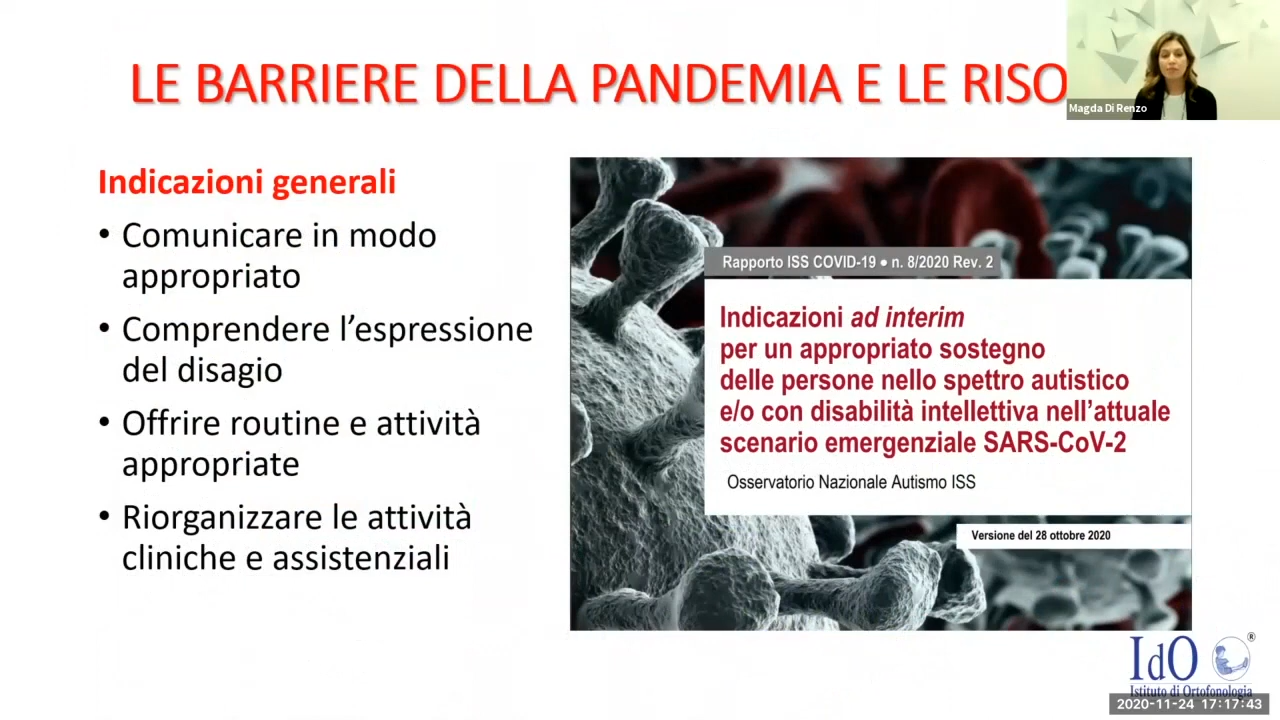 LE BARRIERE DELLA PANDEMIA E LE RISO
Magda Di Renzo
Indicazioni generali
• Comunicare in modo
appropriato
• Comprendere l’espressione
del disagio
• Offrire routine e attività
appropriate
• Riorganizzare le attività
cliniche e assistenziali
Rapporto ISS COVID-19 ● n. 8/2020 Rev. 2
Indicazioni ad interim
per un appropriato sostegno
delle persone nello spettro autistico
e/o con disabilità intellettiva nell’attuale
scenario emergenziale SARS-CoV-2
Osservatorio Nazionale Autismo ISS
Versione del 28 ottobre 2020
IdO ®
Istituto di Ortofonologia
2020-11-24 17:17:43